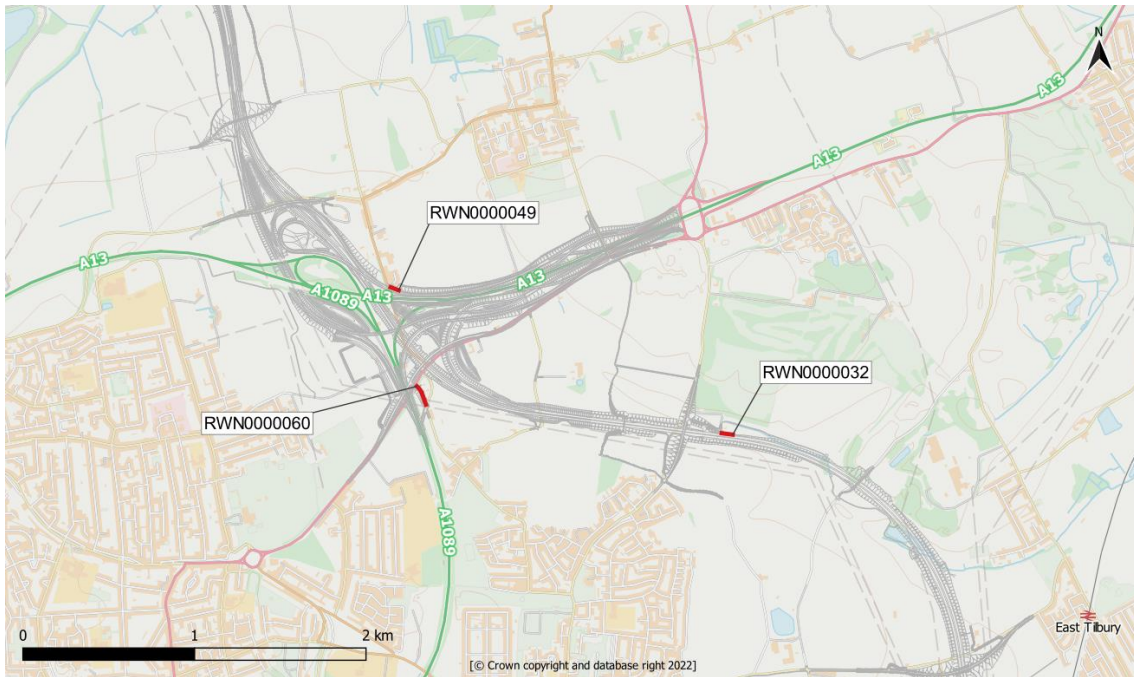 N
A13
A13
RWN0000049
A13
A13
A1089
A13
RWN0000032
RWN0000060
A1089
0 1 2 km
East Tilbury
[© Crown copyright and database right 2022]